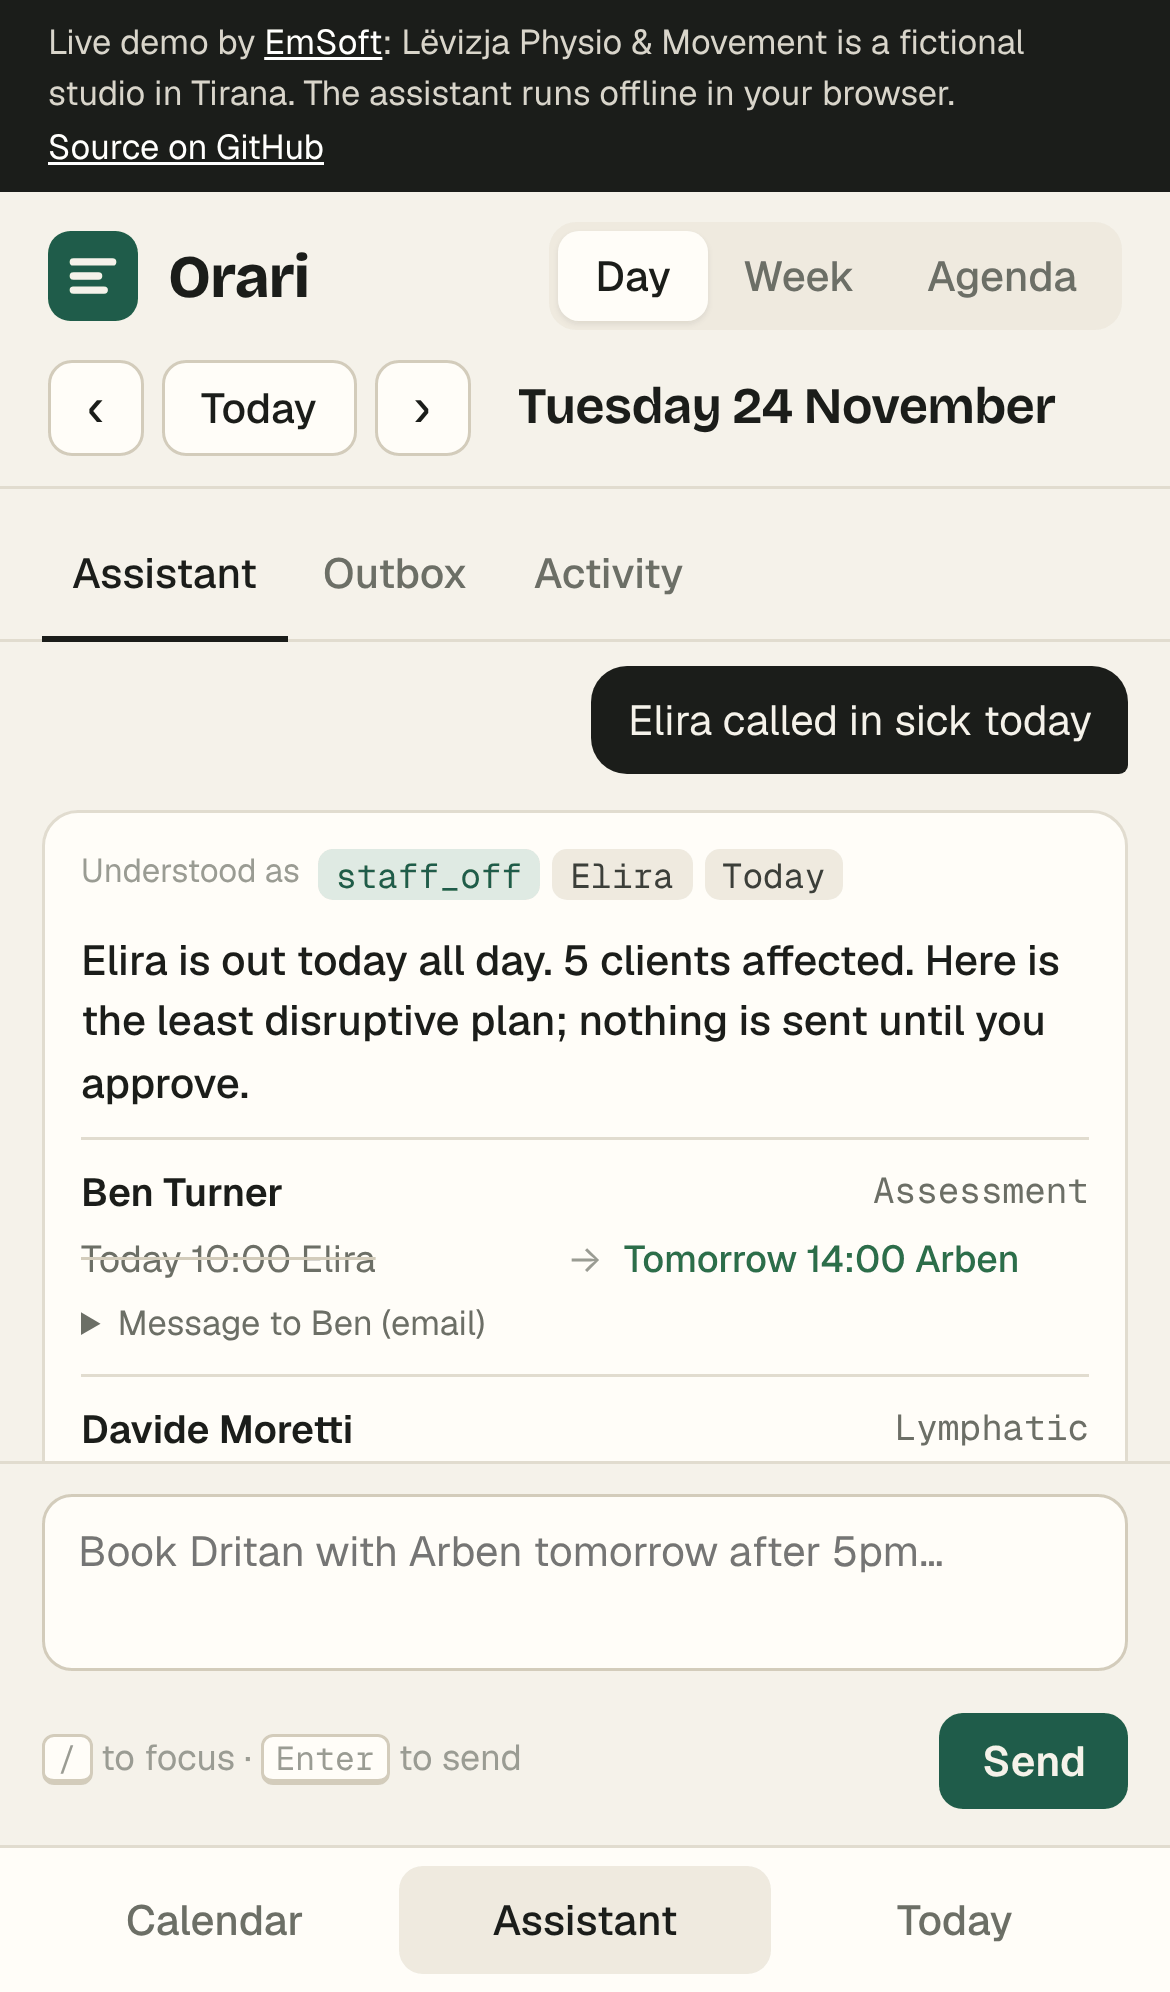 Live demo by EmSoft: Lëvizja Physio & Movement is a fictional
studio in Tirana. The assistant runs offline in your browser.
Source on GitHub
Orari
Day Week Agenda
‹ Today › Tuesday 24 November
Assistant Outbox Activity
Elira called in sick today
Understood as staff_off Elira Today
Elira is out today all day. 5 clients affected. Here is
the least disruptive plan; nothing is sent until you
approve.
Ben Turner Assessment
Today 10:00 Elira → Tomorrow 14:00 Arben
▶ Message to Ben (email)
Davide Moretti Lymphatic
Book Dritan with Arben tomorrow after 5pm…
/ to focus · Enter to send
Send
Calendar Assistant Today